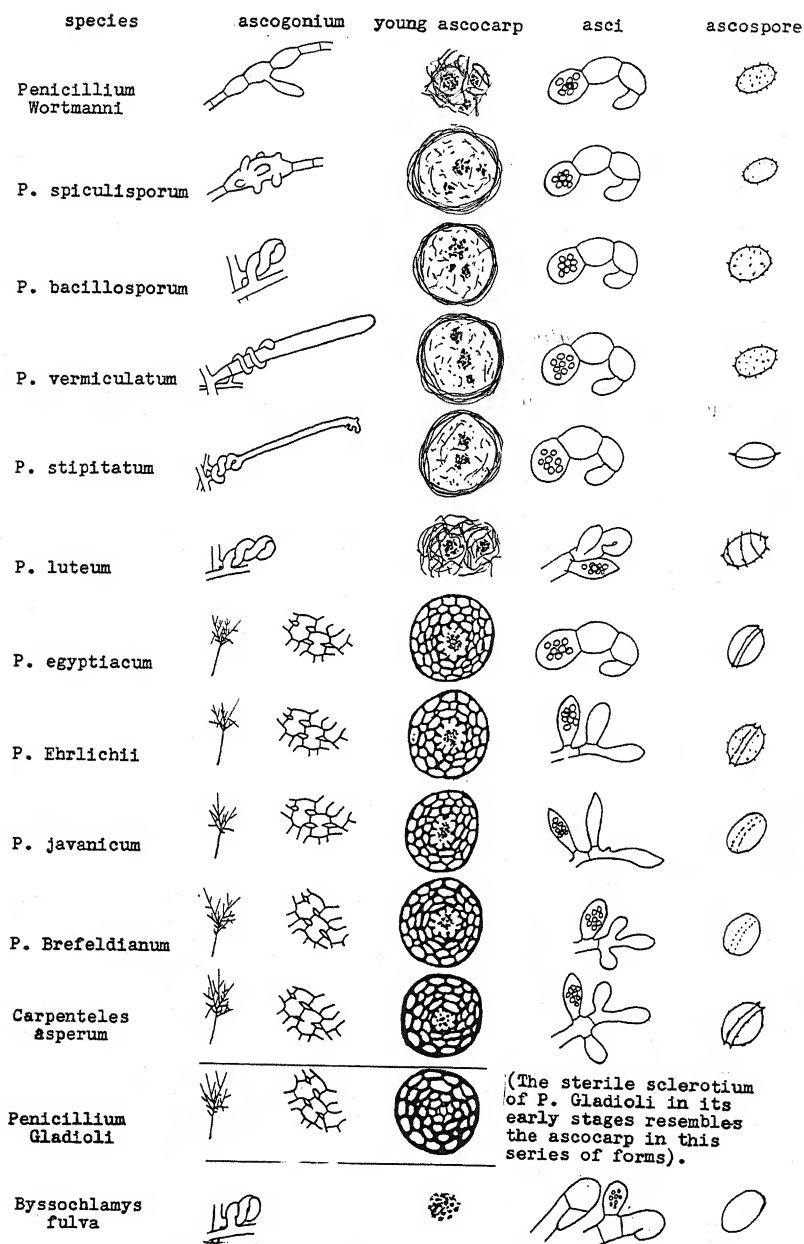 species ascogonium young ascocarp asci ascospore
Penicillium
Wortmanni
P. spiculisporum
P. bacillosporum
P. vermiculatum
P. stipitatum
P. luteum
P. egyptiacum
P. Ehrlichii
P. javanicum
P. Brefeldianum
Carpenteles
asperum
Penicillium
Gladioli
(The sterile sclerotium
of P. Gladioli in its
early stages resembles
the ascocarp in this
series of forms).
Byssochlamys
fulva